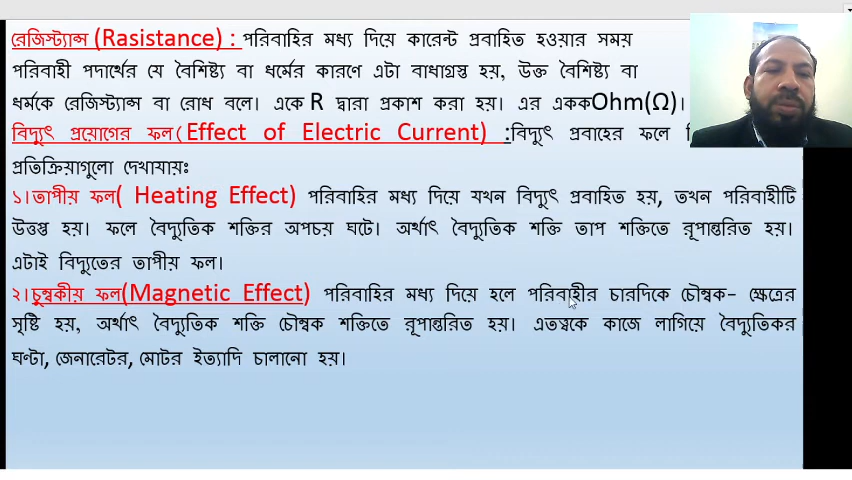 রেজিস্ট্যান্স (Rasistance) : পরিবাহির মধ্য দিয়ে কারেন্ট প্রবাহিত হওয়ার সময়
পরিবাহী পদার্থের যে বৈশিষ্ট্য বা ধর্মের কারণে এটা বাধাগ্রস্ত হয়, উক্ত বৈশিষ্ট্য বা
ধর্মকে রেজিস্ট্যান্স বা রোধ বলে। একে R দ্বারা প্রকাশ করা হয়। এর এককOhm(Ω)।
বিদ্যুৎ প্রয়োগের ফল(Effect of Electric Current) :বিদ্যুৎ প্রবাহের ফলে
প্রতিক্রিয়াগুলো দেখাযায়ঃ
১।তাপীয় ফল( Heating Effect) পরিবাহির মধ্য দিয়ে যখন বিদ্যুৎ প্রবাহিত হয়, তখন পরিবাহীটি
উত্তপ্ত হয়। ফলে বৈদ্যুতিক শক্তির অপচয় ঘটে। অর্থাৎ বৈদ্যুতিক শক্তি তাপ শক্তিতে রূপান্তরিত হয়।
এটাই বিদ্যুতের তাপীয় ফল।
২।চুম্বকীয় ফল(Magnetic Effect) পরিবাহির মধ্য দিয়ে হলে পরিবাহীর চারদিকে চৌম্বক- ক্ষেত্রের
সৃষ্টি হয়, অর্থাৎ বৈদ্যুতিক শক্তি চৌম্বক শক্তিতে রূপান্তরিত হয়। এতত্বকে কাজে লাগিয়ে বৈদ্যুতিকর
ঘণ্টা, জেনারেটর, মোটর ইত্যাদি চালানো হয়।